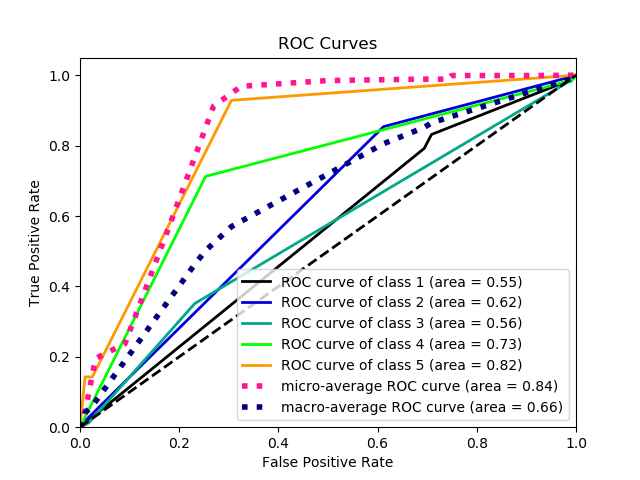 ROC Curves
True Positive Rate
1.0
0.8
0.6
0.4
0.2
0.0
ROC curve of class 1 (area = 0.55)
ROC curve of class 2 (area = 0.62)
ROC curve of class 3 (area = 0.56)
ROC curve of class 4 (area = 0.73)
ROC curve of class 5 (area = 0.82)
micro-average ROC curve (area = 0.84)
macro-average ROC curve (area = 0.66)
0.0 0.2 0.4 0.6 0.8 1.0
False Positive Rate